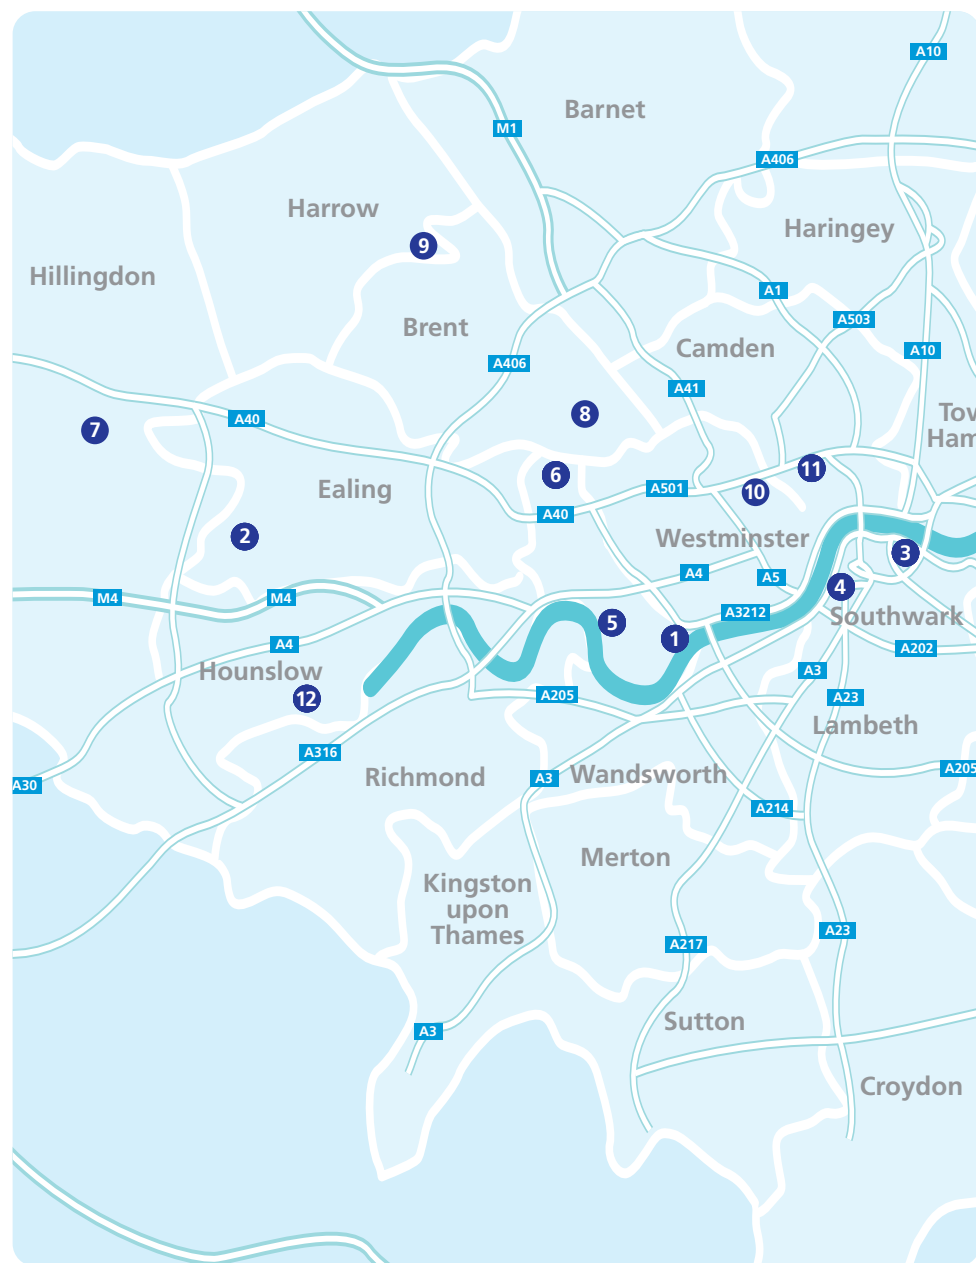 A10
Barnet
M1
A406
Harrow
Haringey
9
Hillingdon
A1
A503
Brent
Camden
A10
A406
A41
8
Tov
Ham
A40
7
11
6
Ealing
A501
10
A40
2
Westminster
3
A4
A5
4
M4
M4
A3212
Southwark
5
1
A4
A202
Hounslow
A3
12
A205
A23
Lambeth
A316
A205
Richmond
A3
Wandsworth
A30
A214
Merton
Kingston
upon
Thames
A23
A217
Sutton
A3
Croydon